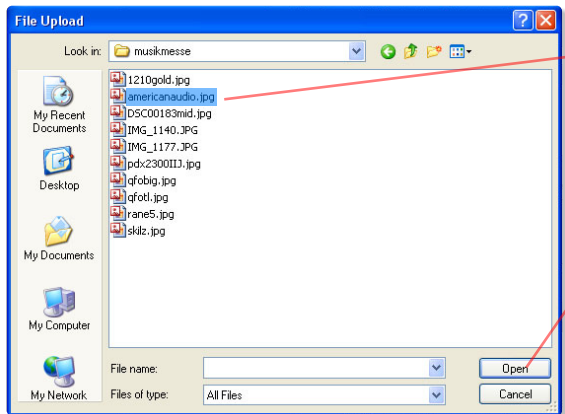 File Upload
Look in: musikmesse
My Recent Documents
Desktop
My Documents
My Computer
My Network
1210gold.jpg
americanaudio.jpg
DSC00183mid.jpg
IMG_1140.JPG
IMG_1177.JPG
pdx2300IIJ.jpg
qfobig.jpg
qfotl.jpg
rane5.jpg
skilz.jpg
File name: Open
Files of type: All Files Cancel